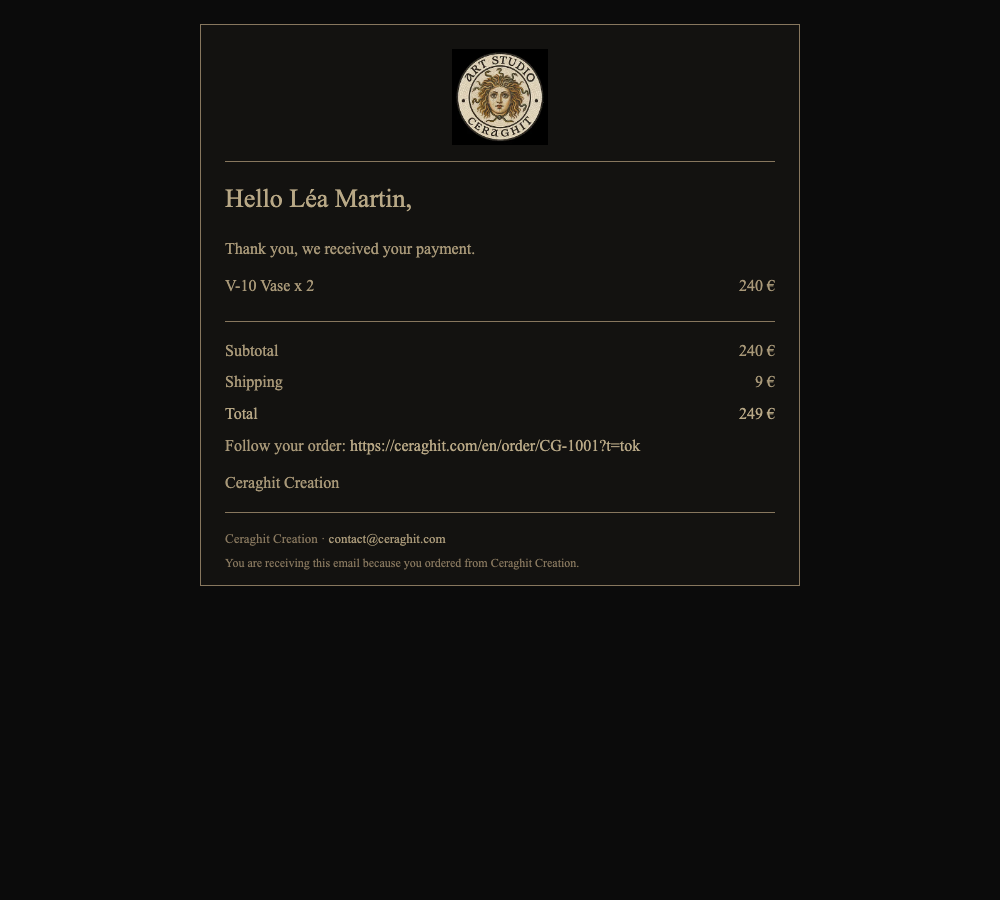 ART STUDIO
CERAGHIT
Hello Léa Martin,
Thank you, we received your payment.
V-10 Vase x 2 240 €
Subtotal 240 €
Shipping 9 €
Total 249 €
Follow your order: https://ceraghit.com/en/order/CG-1001?t=tok
Ceraghit Creation
Ceraghit Creation · contact@ceraghit.com
You are receiving this email because you ordered from Ceraghit Creation.